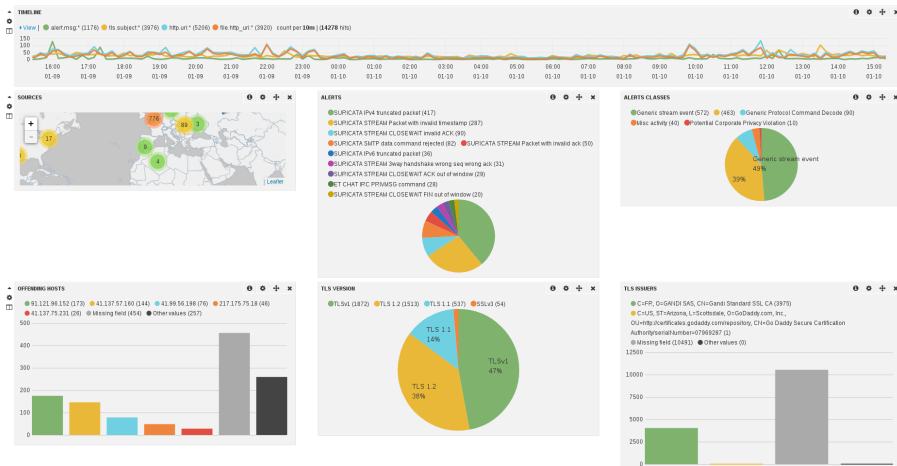 TIMELINE
View | alert.msg:* (1176) tls.subject:* (3976) http.uri:* (5206) file.http_uri:* (3920) count per 10m | (14278 hits)
150
100
50
0
16:00 17:00 18:00 19:00 20:00 21:00 22:00 23:00 00:00 01:00 02:00 03:00 04:00 05:00 06:00 07:00 08:00 09:00 10:00 11:00 12:00 13:00 14:00 15:00
01-09 01-09 01-09 01-09 01-09 01-09 01-09 01-09 01-10 01-10 01-10 01-10 01-10 01-10 01-10 01-10 01-10 01-10 01-10 01-10 01-10 01-10 01-10 01-10
SOURCES
+
-
17
776
89
3
9
4
Leaflet
ALERTS
SURICATA IPv4 truncated packet (417)
SURICATA STREAM Packet with invalid timestamp (287)
SURICATA STREAM CLOSEWAIT invalid ACK (90)
SURICATA SMTP data command rejected (82) SURICATA STREAM Packet with invalid ack (50)
SURICATA IPv6 truncated packet (36)
SURICATA STREAM 3way handshake wrong seq wrong ack (31)
SURICATA STREAM CLOSEWAIT ACK out of window (29)
ET CHAT IRC PRIVMSG command (28)
SURICATA STREAM CLOSEWAIT FIN out of window (20)
ALERTS CLASSES
Generic stream event (572) (463) Generic Protocol Command Decode (90)
Misc activity (40) Potential Corporate Privacy Violation (10)
Generic stream event
49%
39%
OFFENDING HOSTS
91.121.96.152 (173) 41.137.57.160 (144) 41.99.56.198 (76) 217.175.75.18 (46)
41.137.75.231 (26) Missing field (454) Other values (257)
500
400
300
200
100
0
TLS VERSION
TLSv1 (1872) TLS 1.2 (1513) TLS 1.1 (537) SSLv3 (54)
TLS 1.1
14%
TLSv1
47%
TLS 1.2
38%
TLS ISSUERS
C=FR, O=GANDI SAS, CN=Gandi Standard SSL CA (3975)
C=US, ST=Arizona, L=Scottsdale, O=GoDaddy.com, Inc.,
OU=http://certificates.godaddy.com/repository, CN=Go Daddy Secure Certification
Authority/serialNumber=07969287 (1)
Missing field (10491) Other values (0)
12500
10000
7500
5000
2500
0